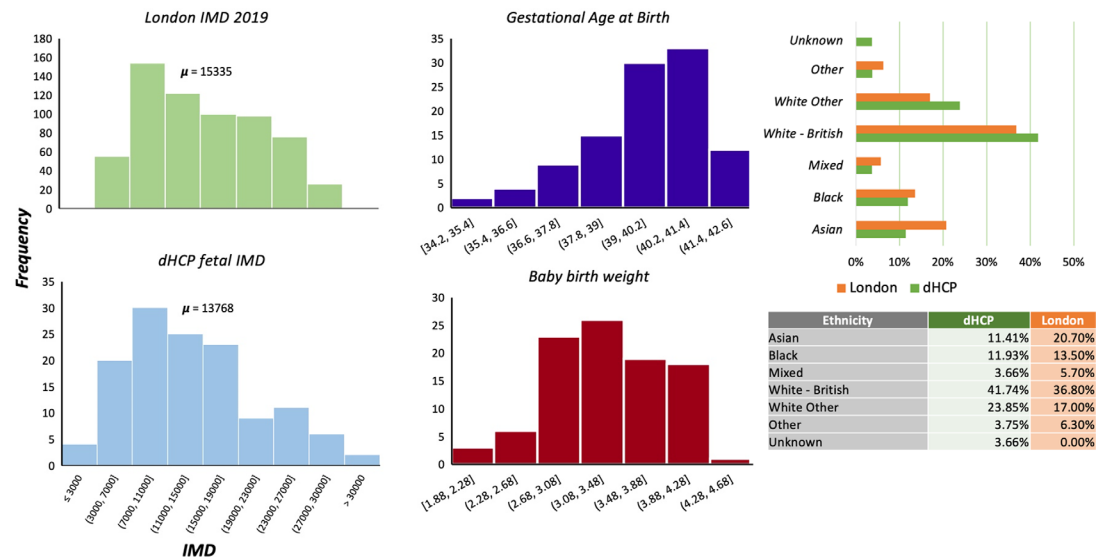 London IMD 2019
180
160
140
120
100
80
60
40
20
0
μ = 15335
Frequency
dHCP fetal IMD
35
30
25
20
15
10
5
0
μ = 13768
≤ 3000
(3000, 7000]
(7000, 11000]
(11000, 15000]
(15000, 19000]
(19000, 23000]
(23000, 27000]
(27000, 30000]
> 30000
IMD
Gestational Age at Birth
35
30
25
20
15
10
5
0
[34.2, 35.4]
(35.4, 36.6]
(36.6, 37.8]
(37.8, 39]
(39, 40.2]
(40.2, 41.4]
(41.4, 42.6]
Baby birth weight
30
25
20
15
10
5
0
[1.88, 2.28]
(2.28, 2.68]
(2.68, 3.08]
(3.08, 3.48]
(3.48, 3.88]
(3.88, 4.28]
(4.28, 4.68]
Unknown
Other
White Other
White - British
Mixed
Black
Asian
0% 10% 20% 30% 40% 50%
London dHCP
Ethnicity dHCP London
Asian 11.41% 20.70%
Black 11.93% 13.50%
Mixed 3.66% 5.70%
White - British 41.74% 36.80%
White Other 23.85% 17.00%
Other 3.75% 6.30%
Unknown 3.66% 0.00%